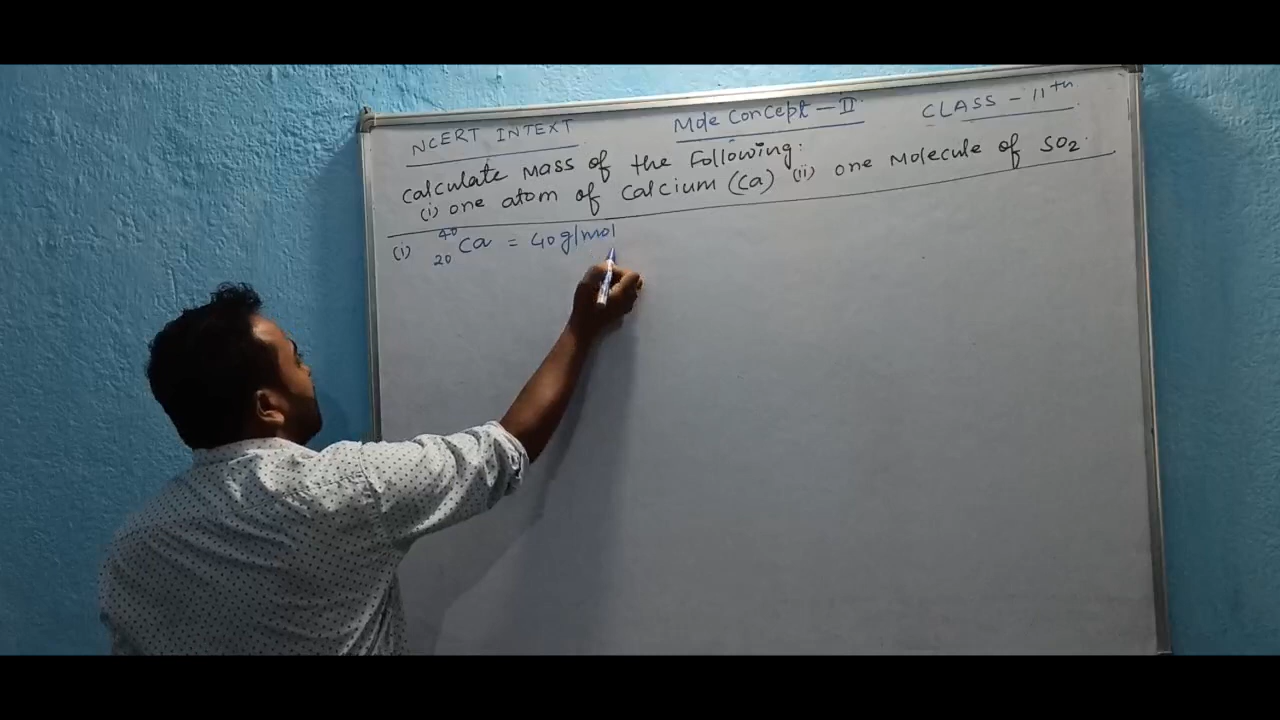 NCERT INTEXT Mole Concept-II CLASS-11th
Calculate Mass of the Following:
(i) one atom of Calcium (Ca) (ii) one Molecule of SO2.
(i) 40 20 Ca = 40g/mol